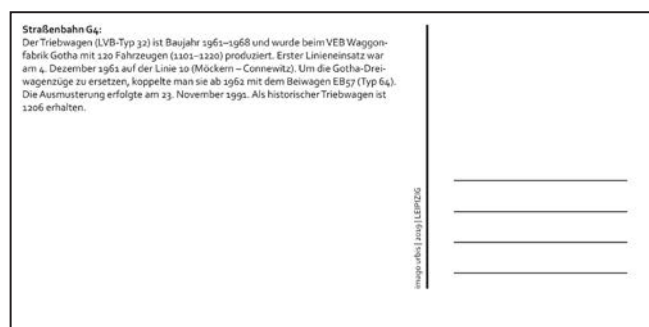 Straßenbahn G4:
Der Triebwagen (LVB-Typ 32) ist Baujahr 1961–1968 und wurde beim VEB Waggon-
fabrik Gotha mit 120 Fahrzeugen (1101–1220) produziert. Erster Linieneinsatz war
am 4. Dezember 1961 auf der Linie 10 (Möckern – Connewitz). Um die Gotha-Drei-
wagenzüge zu ersetzen, koppelte man sie ab 1962 mit dem Beiwagen EB57 (Typ 64).
Die Ausmusterung erfolgte am 23. November 1991. Als historischer Triebwagen ist
1206 erhalten.
imago urbis | 2019 | LEIPIZIG